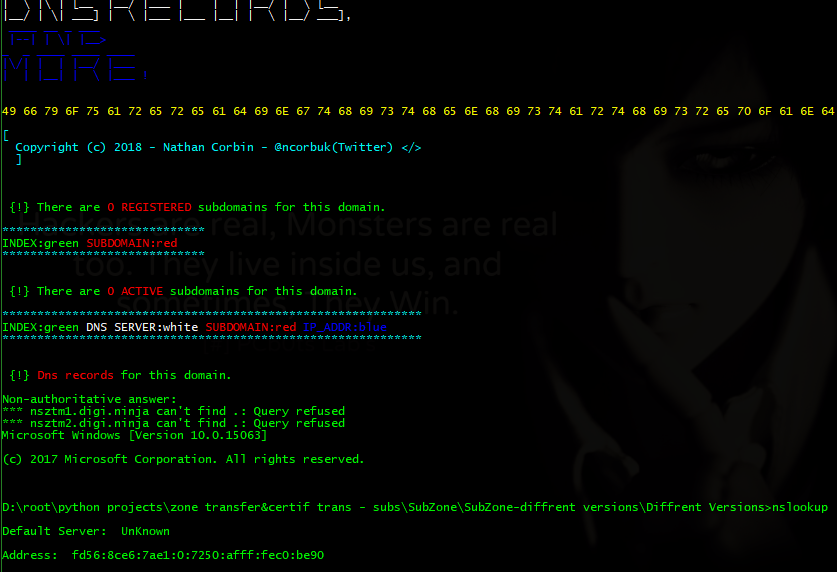 DNS RECORDS,
AND
MORE.
49 66 79 6F 75 61 72 65 72 65 61 64 69 6E 67 74 68 69 73 74 68 65 6E 68 69 73 74 61 72 74 68 69 73 72 65 70 6F 61 6E 64
[
Copyright (c) 2018 - Nathan Corbin - @ncorbuk(Twitter) </>
]
{!} There are 0 REGISTERED subdomains for this domain.
Hackers are real, Monsters are real
*****************************
INDEX:green SUBDOMAIN:red
*****************************
too. They live inside us, and
{!} There are 0 ACTIVE subdomains for this domain.
sometimes, They Win.
************************************************************
INDEX:green DNS SERVER:white SUBDOMAIN:red IP_ADDR:blue
************************************************************
{!} Dns records for this domain.
Non-authoritative answer:
*** nsztm1.digi.ninja can't find .: Query refused
*** nsztm2.digi.ninja can't find .: Query refused
Microsoft Windows [Version 10.0.15063]
(c) 2017 Microsoft Corporation. All rights reserved.
D:\root\python projects\zone transfer&certif trans - subs\SubZone\SubZone-diffrent versions\Diffrent Versions>nslookup
Default Server:  UnKnown
Address:  fd56:8ce6:7ae1:0:7250:afff:fec0:be90